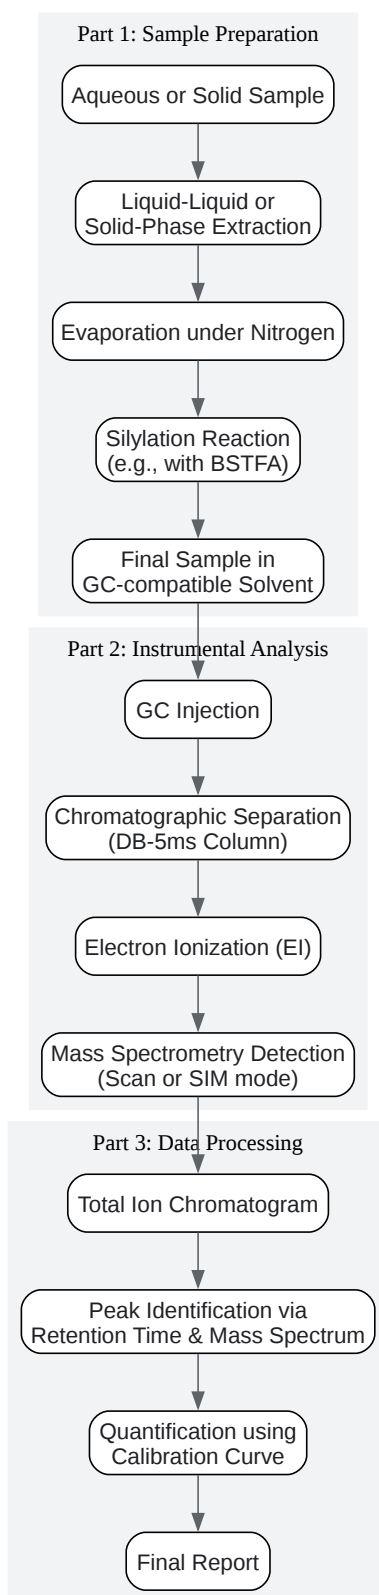 Part 1: Sample Preparation
Aqueous or Solid Sample
Liquid-Liquid or
Solid-Phase Extraction
Evaporation under Nitrogen
Silylation Reaction
(e.g., with BSTFA)
Final Sample in
GC-compatible Solvent
Part 2: Instrumental Analysis
GC Injection
Chromatographic Separation
(DB-5ms Column)
Electron Ionization (EI)
Mass Spectrometry Detection
(Scan or SIM mode)
Part 3: Data Processing
Total Ion Chromatogram
Peak Identification via
Retention Time & Mass Spectrum
Quantification using
Calibration Curve
Final Report